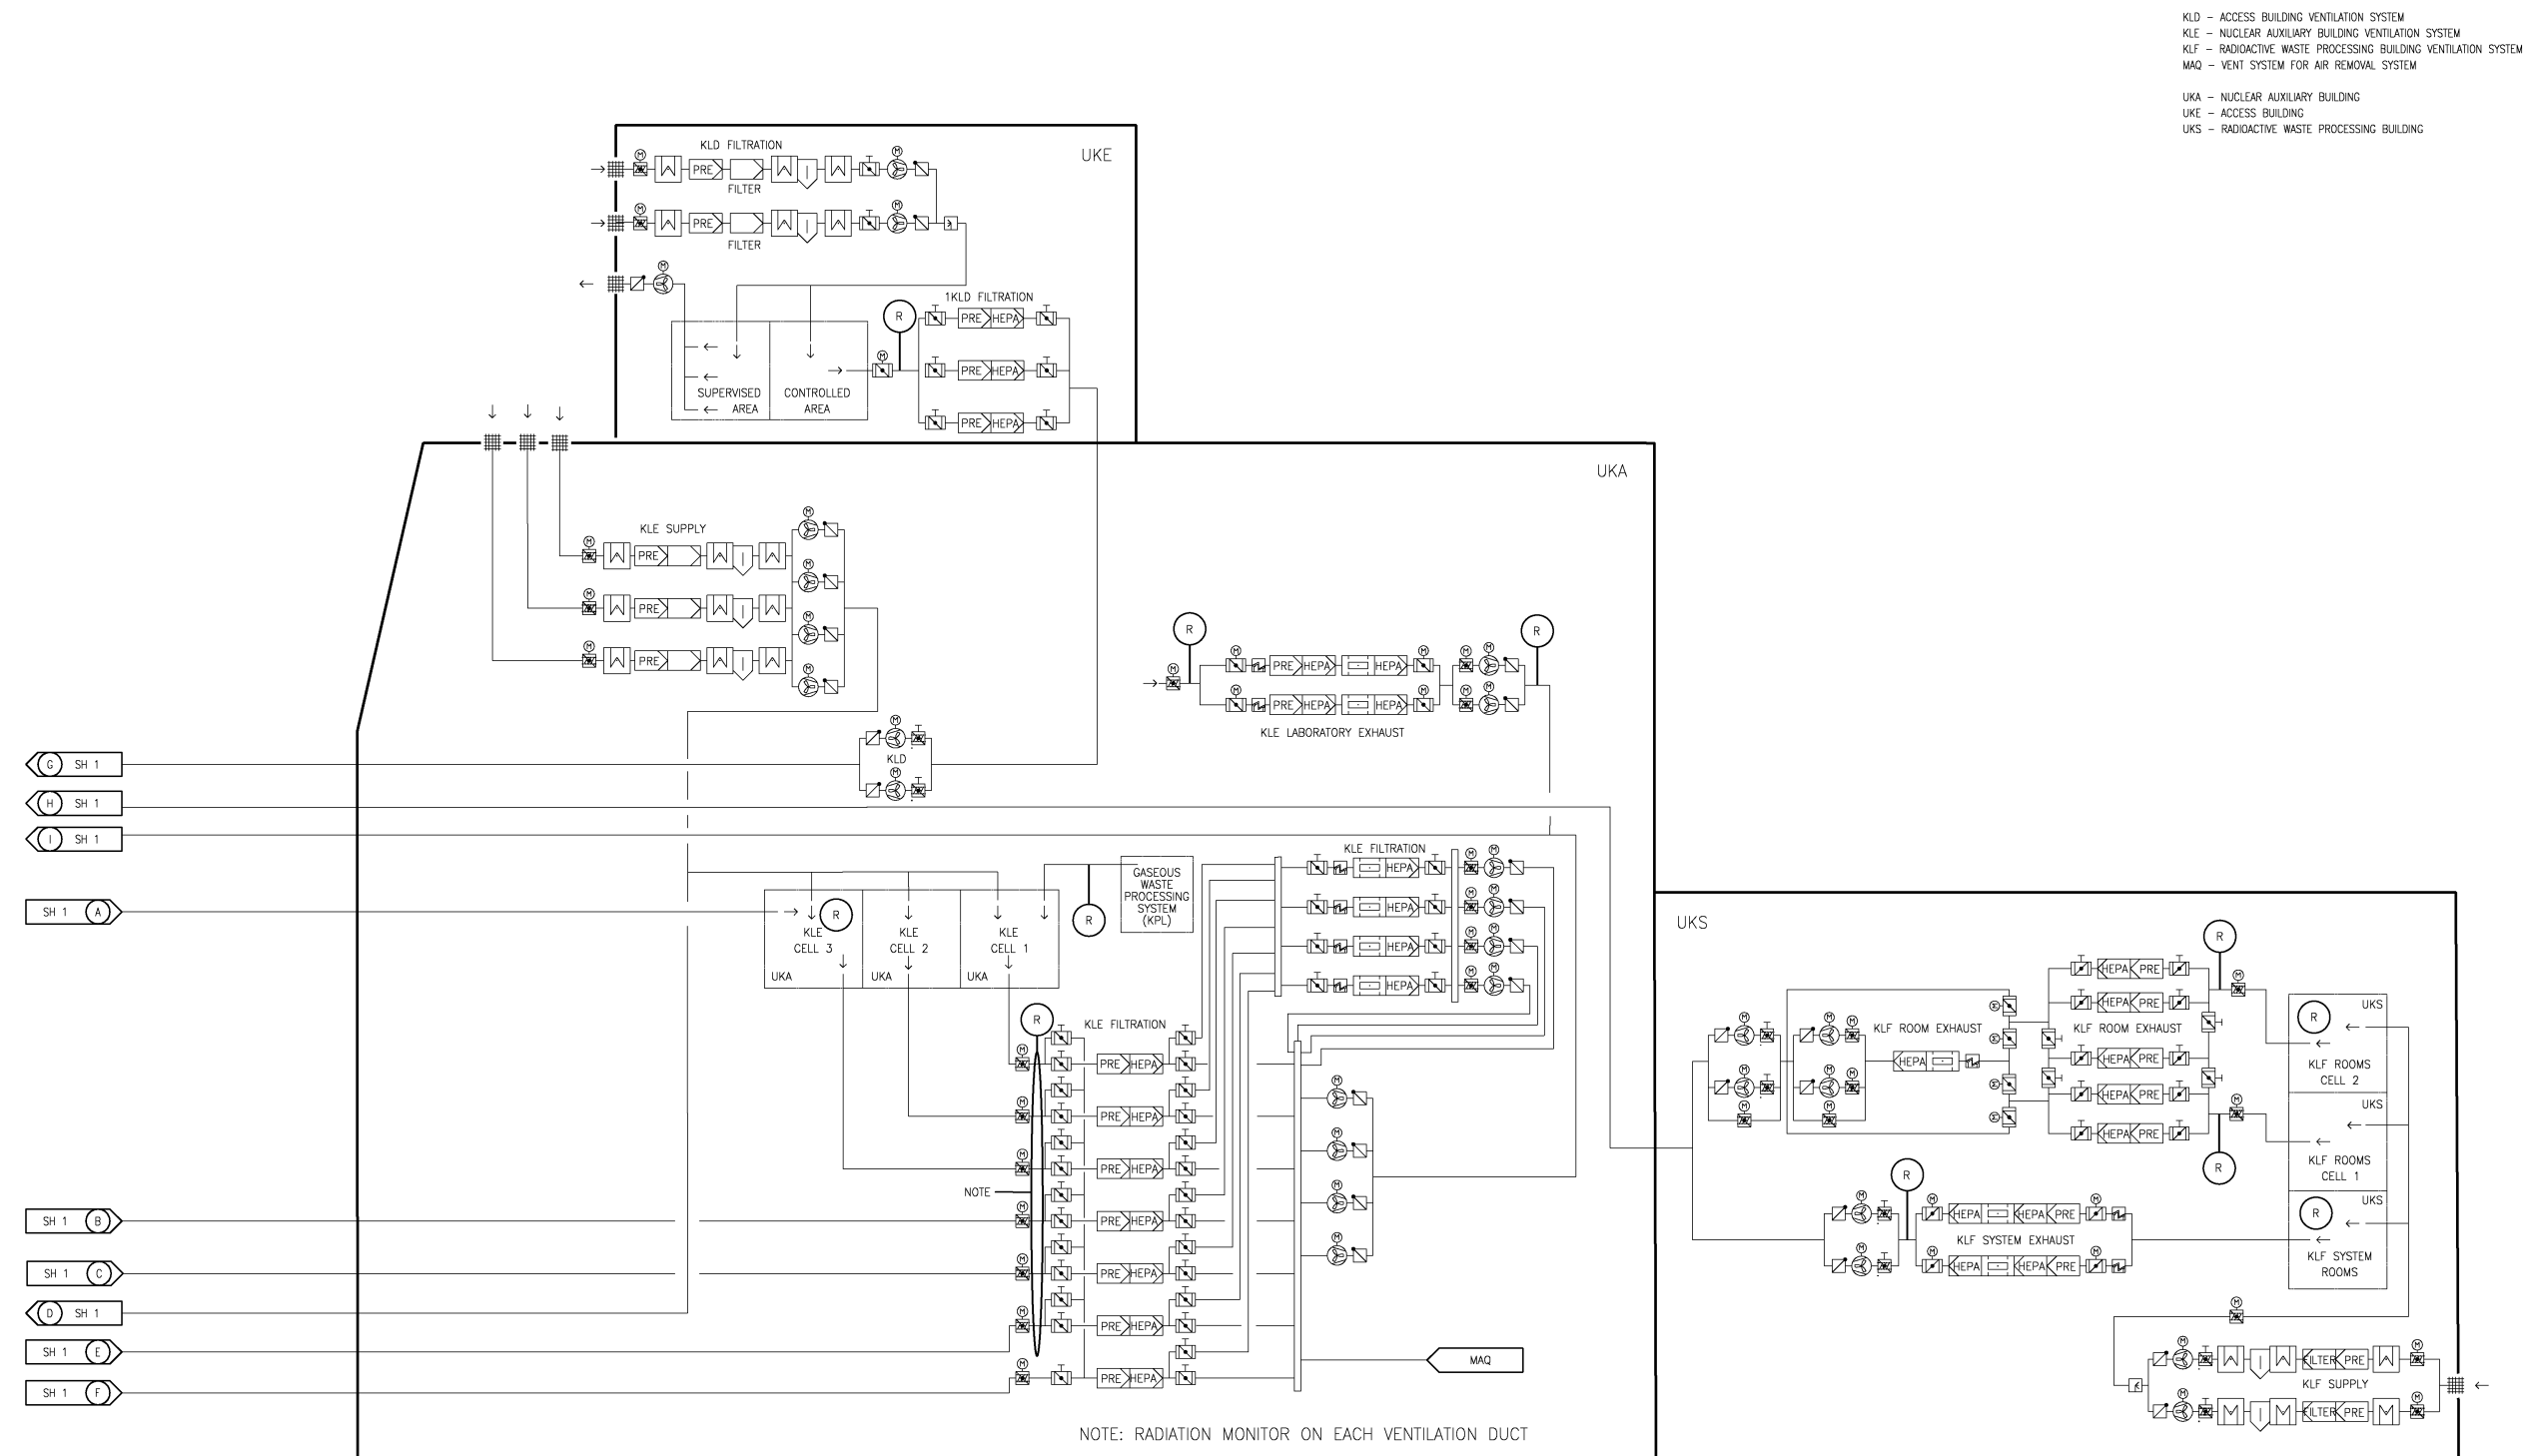 KLD - ACCESS BUILDING VENTILATION SYSTEM
KLE - NUCLEAR AUXILIARY BUILDING VENTILATION SYSTEM
KLF - RADIOACTIVE WASTE PROCESSING BUILDING VENTILATION SYSTEM
MAQ - VENT SYSTEM FOR AIR REMOVAL SYSTEM
UKA - NUCLEAR AUXILIARY BUILDING
UKE - ACCESS BUILDING
UKS - RADIOACTIVE WASTE PROCESSING BUILDING
KLD FILTRATION
UKE
M
M
PRE
FILTER
M
M
PRE
FILTER
M
1KLD FILTRATION
R
PRE HEPA
M
PRE HEPA
SUPERVISED
AREA
CONTROLLED
AREA
PRE HEPA
UKA
KLE SUPPLY
M
M
PRE
M
M
PRE
M
M
PRE
M
R
R
M
M
M
M
M
PRE HEPA HEPA
M
M
M
M
PRE HEPA HEPA
KLE LABORATORY EXHAUST
M
KLD
M
G SH 1
H SH 1
I SH 1
SH 1 A
GASEOUS
WASTE
PROCESSING
SYSTEM
(KPL)
R
R
KLE
CELL 3
UKA
KLE
CELL 2
UKA
KLE
CELL 1
UKA
KLE FILTRATION
M
M
HEPA
M
M
HEPA
M
M
HEPA
M
M
HEPA
R
KLE FILTRATION
M
PRE HEPA
M
PRE HEPA
M
PRE HEPA
NOTE
SH 1 B
M
PRE HEPA
SH 1 C
M
PRE HEPA
D SH 1
M
PRE HEPA
SH 1 E
M
PRE HEPA
SH 1 F
M
M
M
M
MAQ
NOTE: RADIATION MONITOR ON EACH VENTILATION DUCT
UKS
R
M
HEPA PRE
HEPA PRE
KLF ROOM EXHAUST
KLF ROOM EXHAUST
M
M
M
M
M
M
M
M
M
M
M
M
HEPA
HEPA PRE
HEPA PRE
HEPA PRE
M
R
UKS
R
KLF ROOMS
CELL 2
UKS
KLF ROOMS
CELL 1
UKS
R
KLF SYSTEM
ROOMS
R
M
M
M
HEPA HEPA PRE
KLF SYSTEM EXHAUST
M
M
M
HEPA HEPA PRE
M
M
M
FILTER PRE
KLF SUPPLY
M
M
FILTER PRE